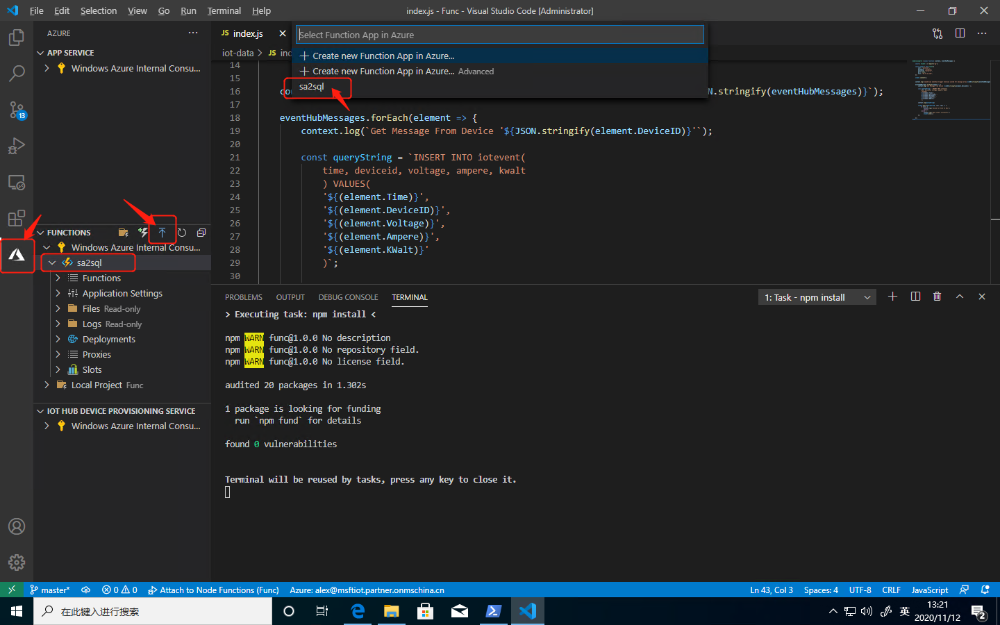 File Edit Selection View Go Run Terminal Help
index.js - Func - Visual Studio Code [Administrator]
AZURE
APP SERVICE
Windows Azure Internal Consu...
13
FUNCTIONS
Windows Azure Internal Consu...
sa2sql
Functions
Application Settings
Files Read-only
Logs Read-only
Deployments
Proxies
Slots
Local Project Func
IOT HUB DEVICE PROVISIONING SERVICE
Windows Azure Internal Consu...
JS index.js
iot-data > JS
Select Function App in Azure
Create new Function App in Azure...
Create new Function App in Azure... Advanced
sa2sql
14
15
16 N.stringify(eventHubMessages)}`);
17
18 eventHubMessages.forEach(element => {
19 context.log(`Get Message From Device '${JSON.stringify(element.DeviceID)}'`);
20
21 const queryString = `INSERT INTO iotevent(
22 time, deviceid, voltage, ampere, kwalt
23 ) VALUES(
24 '${(element.Time)}',
25 '${(element.DeviceID)}',
26 '${(element.Voltage)}',
27 '${(element.Ampere)}',
28 '${(element.KWalt)}'
29 )`;
30
PROBLEMS OUTPUT DEBUG CONSOLE TERMINAL
1: Task - npm install
> Executing task: npm install <
npm WARN func@1.0.0 No description
npm WARN func@1.0.0 No repository field.
npm WARN func@1.0.0 No license field.
audited 20 packages in 1.302s
1 package is looking for funding
run `npm fund` for details
found 0 vulnerabilities
Terminal will be reused by tasks, press any key to close it.
master* 0 0 Attach to Node Functions (Func) Azure: alex@msftiot.partner.onmschina.cn
Ln 43, Col 3 Spaces: 4 UTF-8 CRLF JavaScript
在此键入进行搜索
英
13:21
2020/11/12
2